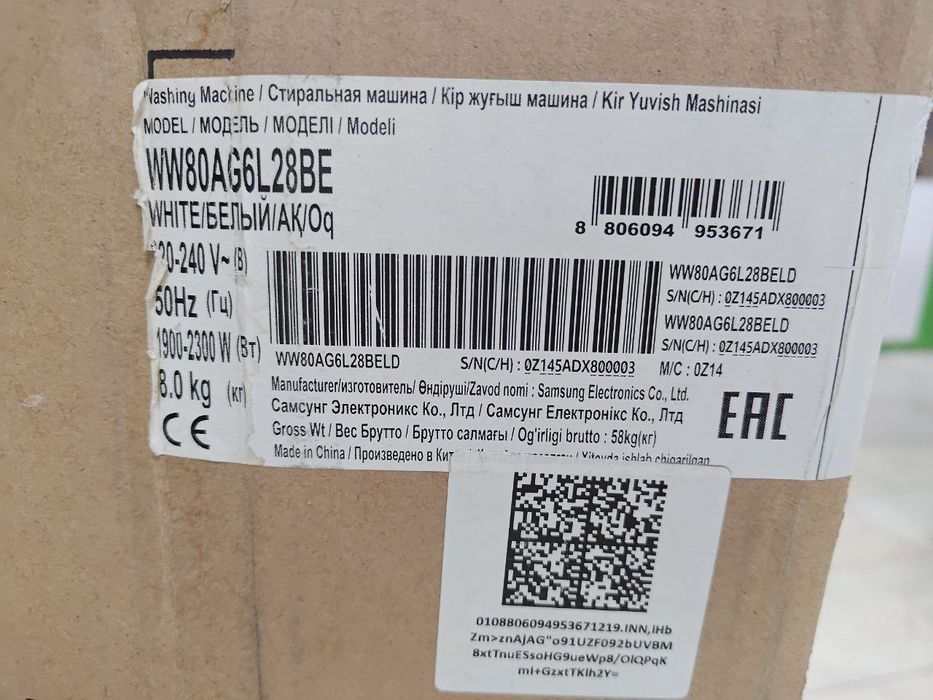 Washing Machine / Стиральная машина / Кір жуғыш машина / Kir Yuvish Mashinasi
MODEL / МОДЕЛЬ / МОДЕЛІ / Modeli
WW80AG6L28BE
WHITE/БЕЛЫЙ/АҚ/Oq
8 806094 953671
220-240 V~ (В)
50Hz (Гц)
1900-2300 W (Вт)
8.0 kg (кг)
CE
WW80AG6L28BELD
S/N(С/Н) : 0Z145ADX800003
WW80AG6L28BELD
S/N(С/Н) : 0Z145ADX800003
M/C : 0Z14
WW80AG6L28BELD S/N(С/Н) : 0Z145ADX800003
Manufacturer/изготовитель/ Өндіруші/Zavod nomi : Samsung Electronics Co., Ltd.
Самсунг Электроникс Ко., Лтд / Самсунг Електронікс Ко., Лтд
Gross Wt / Вес Брутто / Брутто салмағы / Og'irligi brutto : 58kg(кг)
Made in China / Произведено в / Xitoyda ishlab chiqarilgan
EAC
0108806094953671219.INN,iHb
Zm>znAjAG"o91UZF092bUVBM
8xtTnuESsoHG9ueWp8/OlQPqK
ml+GzxtTKlh2Y=